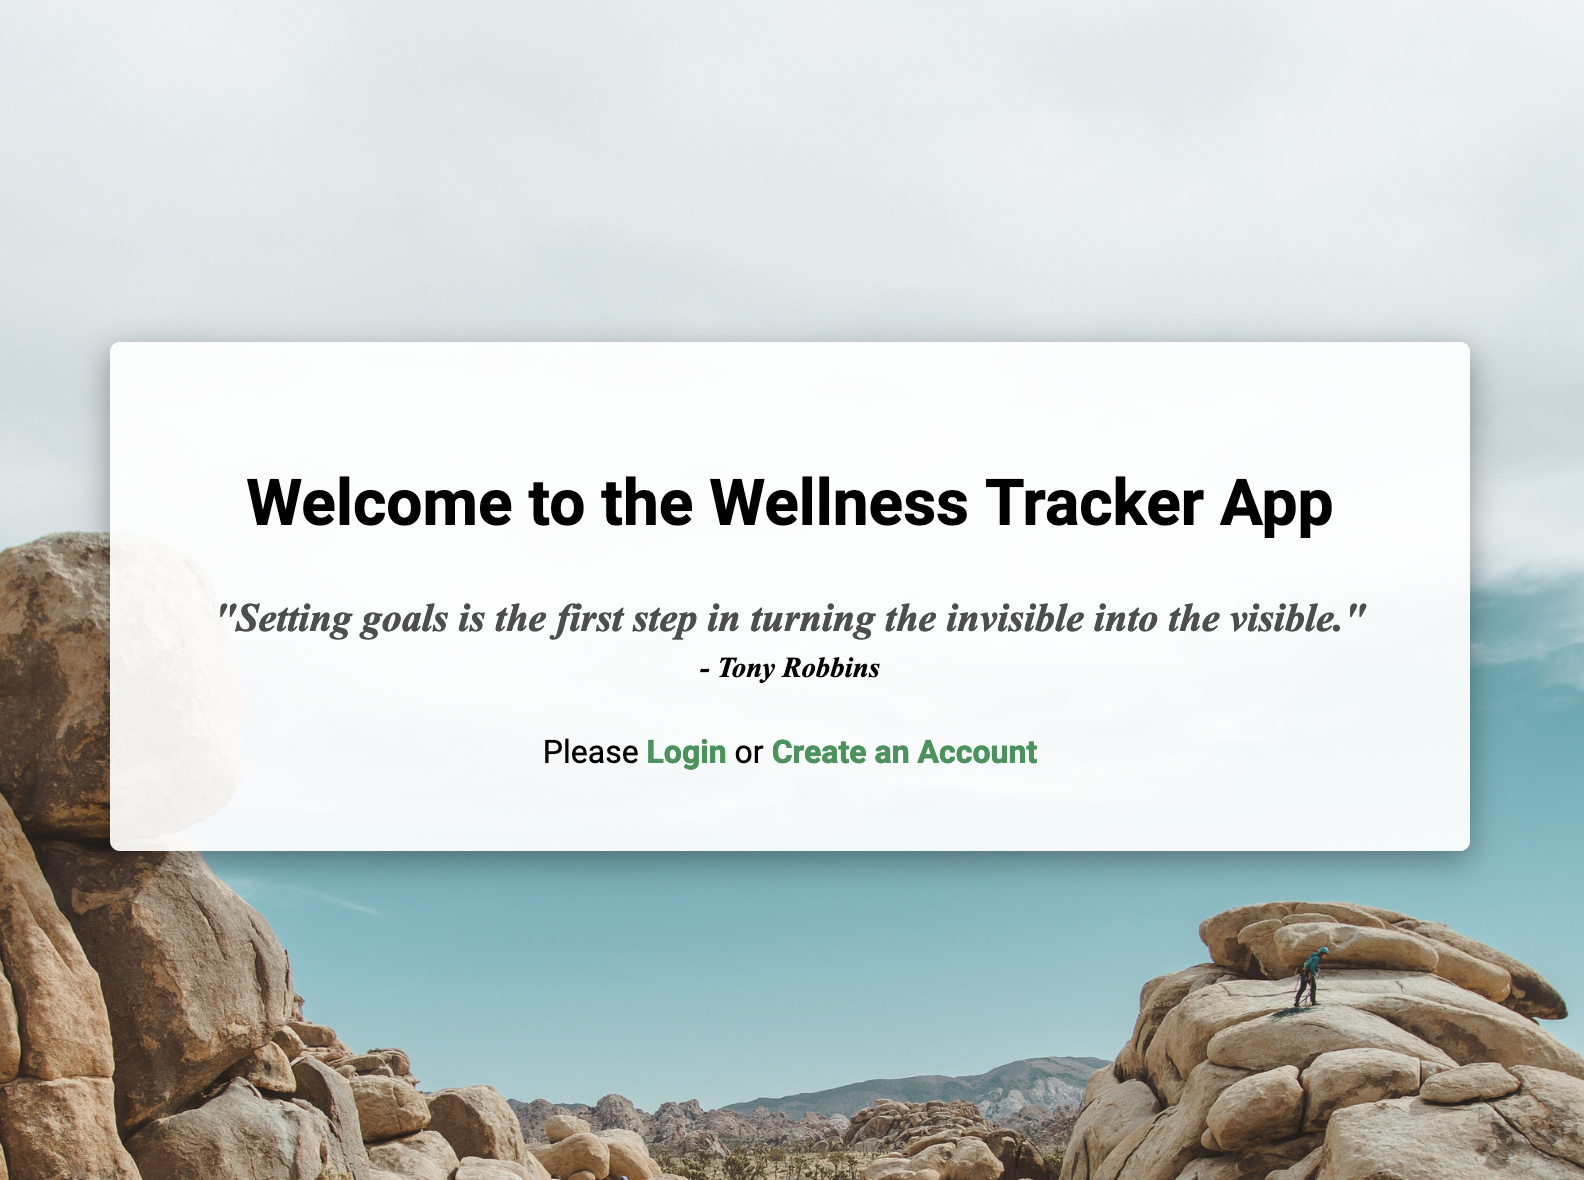 Welcome to the Wellness Tracker App
"Setting goals is the first step in turning the invisible into the visible."
- Tony Robbins
Please Login or Create an Account